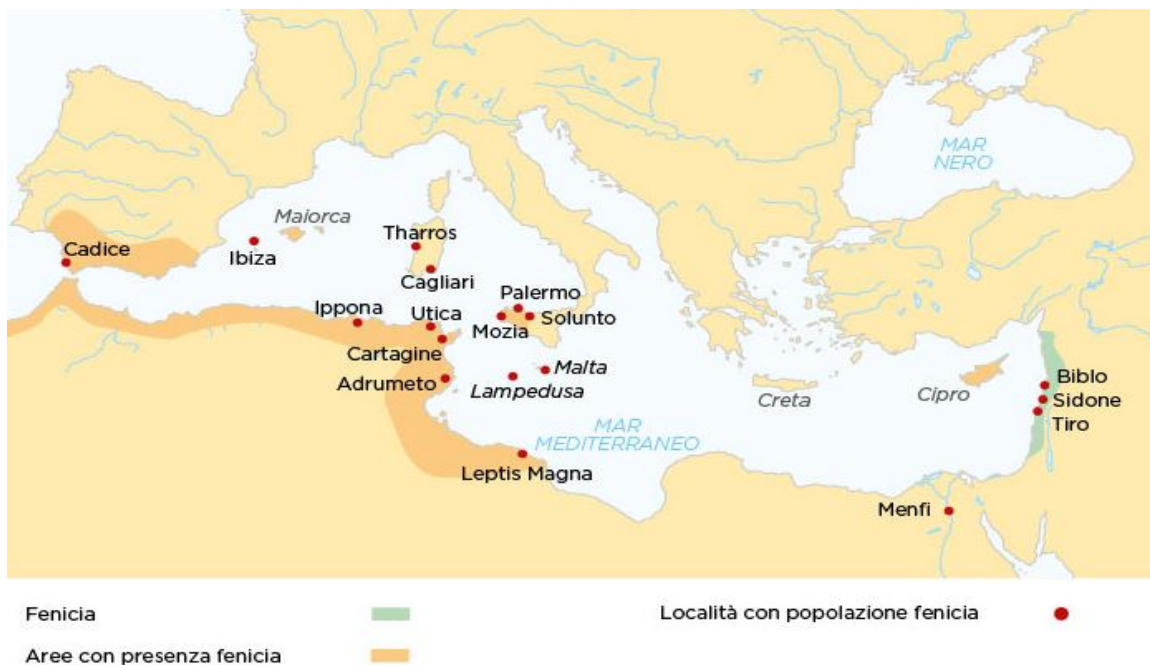 MAR
NERO
Maiorca
Cadice
Ibiza
Tharros
Cagliari
Palermo
Ippona
Utica
Mozia
Solunto
Cartagine
Malta
Adrumeto
Lampedusa
Creta
Cipro
Biblo
Sidone
Tiro
MAR
MEDITERRANEO
Leptis Magna
Menfi
Fenicia
Località con popolazione fenicia
Aree con presenza fenicia